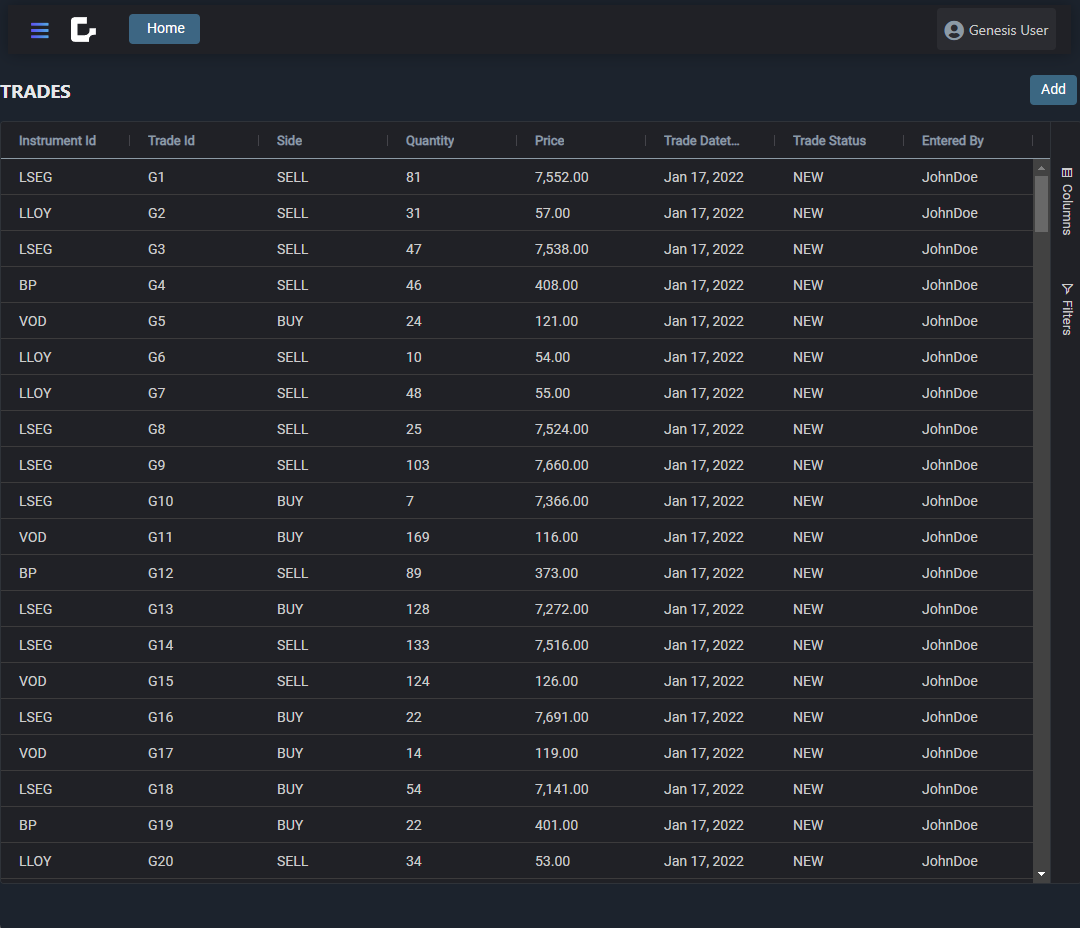 Home
Genesis User
TRADES
Add
Instrument Id Trade Id Side Quantity Price Trade Datet... Trade Status Entered By
LSEG G1 SELL 81 7,552.00 Jan 17, 2022 NEW JohnDoe
LLOY G2 SELL 31 57.00 Jan 17, 2022 NEW JohnDoe
LSEG G3 SELL 47 7,538.00 Jan 17, 2022 NEW JohnDoe
BP G4 SELL 46 408.00 Jan 17, 2022 NEW JohnDoe
VOD G5 BUY 24 121.00 Jan 17, 2022 NEW JohnDoe
LLOY G6 SELL 10 54.00 Jan 17, 2022 NEW JohnDoe
LLOY G7 SELL 48 55.00 Jan 17, 2022 NEW JohnDoe
LSEG G8 SELL 25 7,524.00 Jan 17, 2022 NEW JohnDoe
LSEG G9 SELL 103 7,660.00 Jan 17, 2022 NEW JohnDoe
LSEG G10 BUY 7 7,366.00 Jan 17, 2022 NEW JohnDoe
VOD G11 BUY 169 116.00 Jan 17, 2022 NEW JohnDoe
BP G12 SELL 89 373.00 Jan 17, 2022 NEW JohnDoe
LSEG G13 BUY 128 7,272.00 Jan 17, 2022 NEW JohnDoe
LSEG G14 SELL 133 7,516.00 Jan 17, 2022 NEW JohnDoe
VOD G15 SELL 124 126.00 Jan 17, 2022 NEW JohnDoe
LSEG G16 BUY 22 7,691.00 Jan 17, 2022 NEW JohnDoe
VOD G17 BUY 14 119.00 Jan 17, 2022 NEW JohnDoe
LSEG G18 BUY 54 7,141.00 Jan 17, 2022 NEW JohnDoe
BP G19 BUY 22 401.00 Jan 17, 2022 NEW JohnDoe
LLOY G20 SELL 34 53.00 Jan 17, 2022 NEW JohnDoe
Columns
Filters